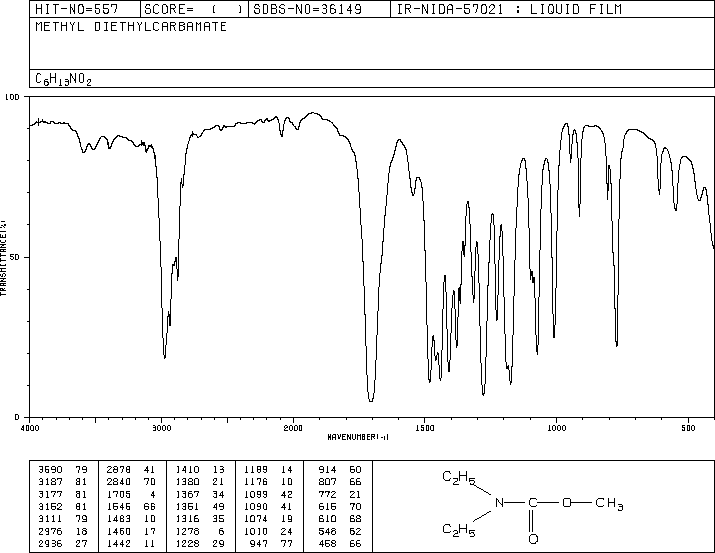 HIT-NO=557 SCORE= ( ) SDBS-NO=36149 IR-NIDA-57021 : LIQUID FILM
METHYL DIETHYLCARBAMATE
C6H13NO2
100
50
0
TRANSMITTANCE(%)
4000 3000 2000 1500 1000 500
WAVENUMBER(-1)
3590 79 2878 41 1410 13 1189 14 914 60
3187 81 2840 70 1380 21 1176 10 807 66
3177 81 1705 4 1367 34 1099 42 772 21
3152 81 1546 66 1351 49 1090 41 615 70
3111 79 1483 10 1316 35 1074 19 610 68
2976 18 1460 17 1278 6 1010 24 548 62
2936 27 1442 11 1228 29 947 77 458 66
C2H5
N C O CH3
C2H5
O